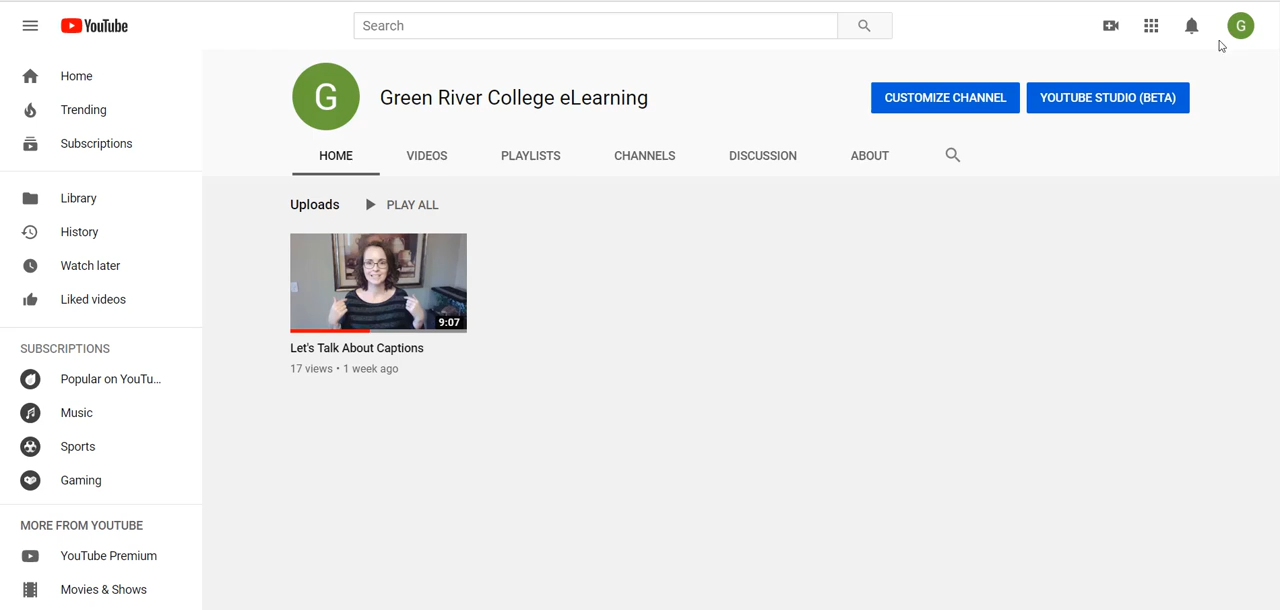 YouTube
Search
G
Home
Trending
Subscriptions
Library
History
Watch later
Liked videos
SUBSCRIPTIONS
Popular on YouTu...
Music
Sports
Gaming
MORE FROM YOUTUBE
YouTube Premium
Movies & Shows
G
Green River College eLearning
CUSTOMIZE CHANNEL
YOUTUBE STUDIO (BETA)
HOME VIDEOS PLAYLISTS CHANNELS DISCUSSION ABOUT
Uploads PLAY ALL
9:07
Let's Talk About Captions
17 views • 1 week ago